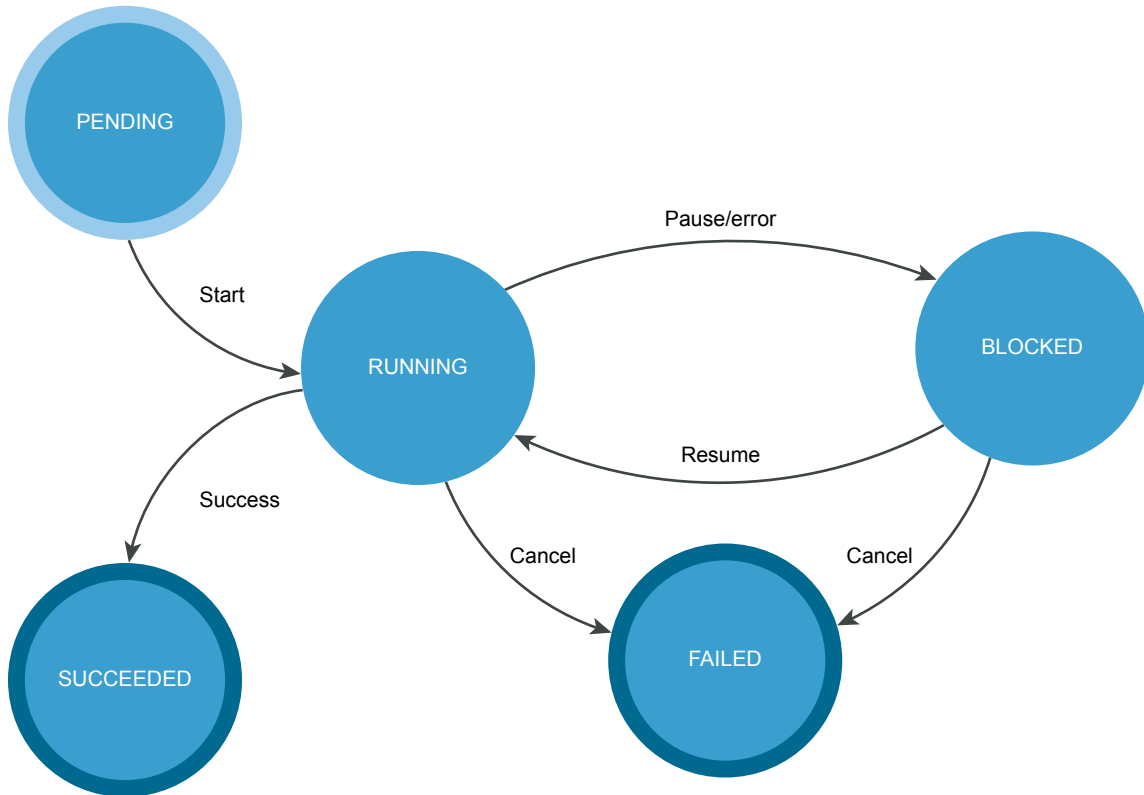 PENDING
Pause/error
Start
BLOCKED
RUNNING
Resume
Success
Cancel
Cancel
FAILED
SUCCEEDED